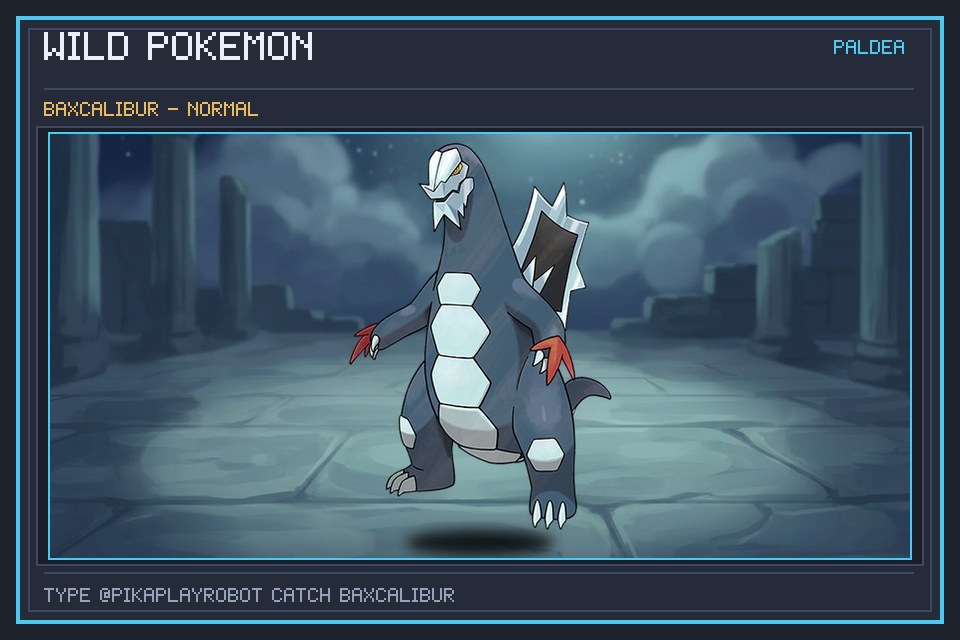 WILD POKEMON
PALDEA
BAXCALIBUR - NORMAL
TYPE @PIKAPLAYROBOT CATCH BAXCALIBUR